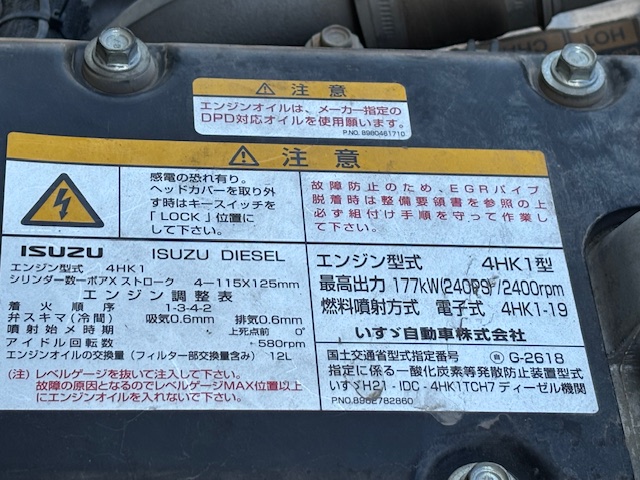 注意
エンジンオイルは、メーカー指定の
DPD対応オイルを使用願います。
P.NO. 8980461710
注意
感電の恐れ有り。
ヘッドカバーを取り外
す時はキースイッチを
「LOCK」位置に
して下さい。
故障防止のため、EGRパイプ
脱着時は整備要領書を参照の上
必ず組付け手順を守って作業し
て下さい。
ISUZU ISUZU DIESEL
エンジン型式 4HK1
シリンダー数ーボアX ストローク 4-115X125mm
エンジン調整表
着火順序 1-3-4-2
弁スキマ(冷間) 吸気0.6mm 排気0.6mm
噴射始メ時期 上死点前 0°
アイドル回転数 580rpm
エンジンオイルの交換量(フィルター部交換量含み) 12L
(注)レベルゲージを抜いて注入して下さい。
故障の原因となるのでレベルゲージMAX位置以上
にエンジンオイルを入れないで下さい。
エンジン型式 4HK1型
最高出力 177kW(240PS)/2400rpm
燃料噴射方式 電子式 4HK1-19
いすゞ自動車株式会社
国土交通省型式指定番号 自 G-2618
指定に係る一酸化炭素等発散防止装置型式
いすゞH21-IDC-4HK1TCH7ディーゼル機関
P.NO.898E782860
HOT